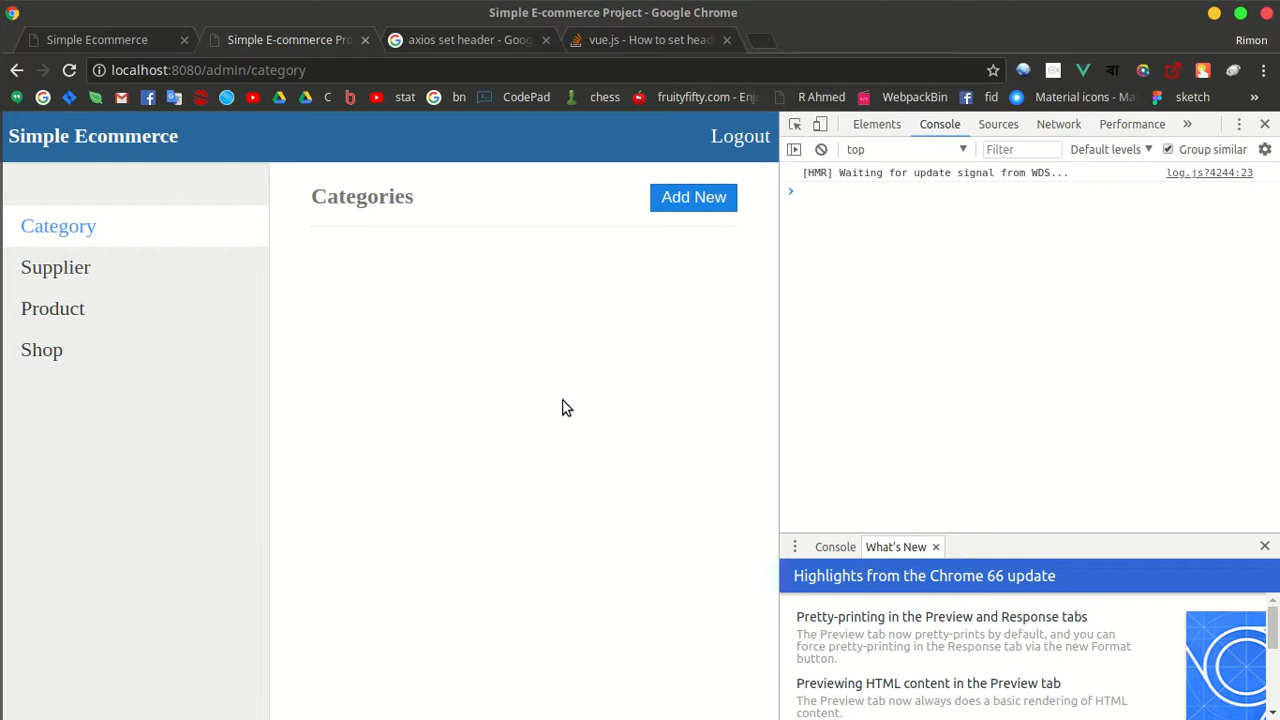 Simple E-commerce Project - Google Chrome
Simple Ecommerce
Simple E-commerce Pro
axios set header - Goog
vue.js - How to set head
Rimon
localhost:8080/admin/category
C
stat
bn
CodePad
chess
fruityfifty.com - Enj
R Ahmed
WebpackBin
fid
Material icons - Ma
sketch
»
Simple Ecommerce
Logout
Category
Supplier
Product
Shop
Categories
Add New
Elements
Console
Sources
Network
Performance
»
top
Filter
Default levels
Group similar
[HMR] Waiting for update signal from WDS...
log.js?4244:23
Console
What's New
Highlights from the Chrome 66 update
Pretty-printing in the Preview and Response tabs
The Preview tab now pretty-prints by default, and you can
force pretty-printing in the Response tab via the new Format
button.
Previewing HTML content in the Preview tab
The Preview tab now always does a basic rendering of HTML
content.